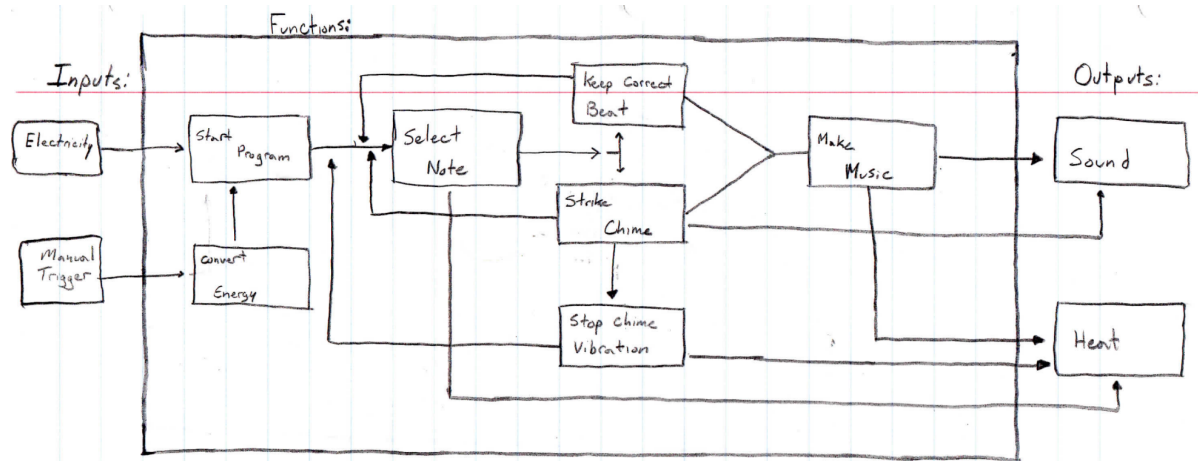 Functions:
Inputs:
Outputs:
Electricity
Manual
Trigger
Start
Program
Convert
Energy
Select
Note
Keep Correct
Beat
Strike
Chime
Stop Chime
Vibration
Make
Music
Sound
Heat